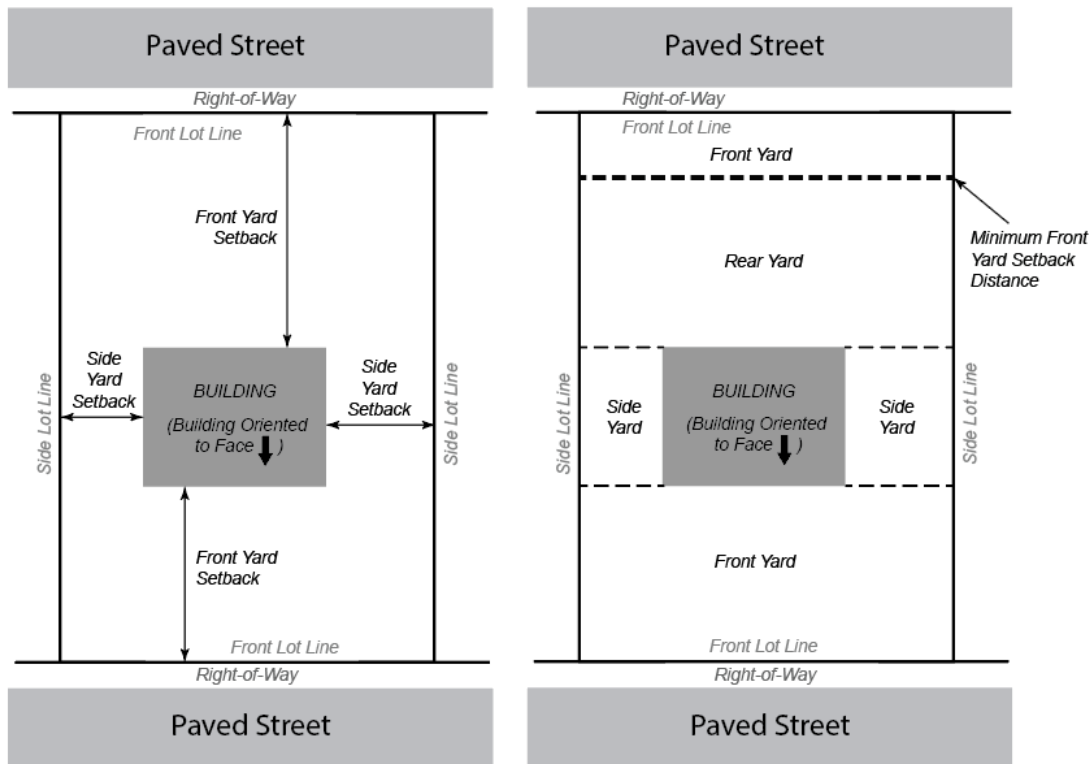 Paved Street
Right-of-Way
Front Lot Line
Front Yard
Setback
Side
Yard
Setback
Side
Yard
Setback
BUILDING
(Building Oriented
to Face )
Side Lot Line
Side Lot Line
Front Yard
Setback
Front Lot Line
Right-of-Way
Paved Street
Paved Street
Right-of-Way
Front Lot Line
Front Yard
Minimum Front
Yard Setback
Distance
Rear Yard
Side
Yard
BUILDING
(Building Oriented
to Face )
Side
Yard
Side Lot Line
Side Lot Line
Front Yard
Front Lot Line
Right-of-Way
Paved Street